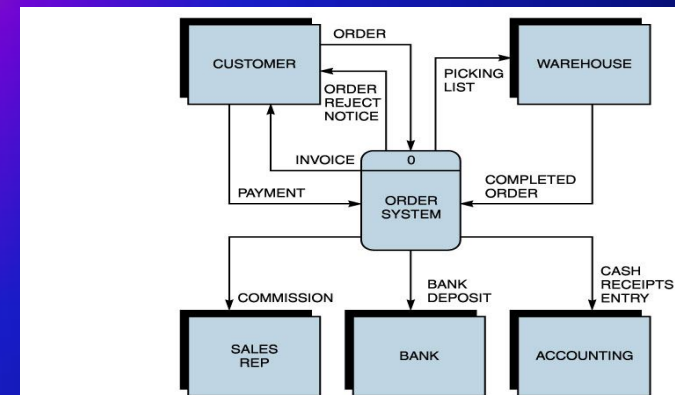 ORDER
CUSTOMER
WAREHOUSE
PICKING
LIST
ORDER
REJECT
NOTICE
INVOICE
0
PAYMENT
ORDER
SYSTEM
COMPLETED
ORDER
COMMISSION
BANK
DEPOSIT
CASH
RECEIPTS
ENTRY
SALES
REP
BANK
ACCOUNTING